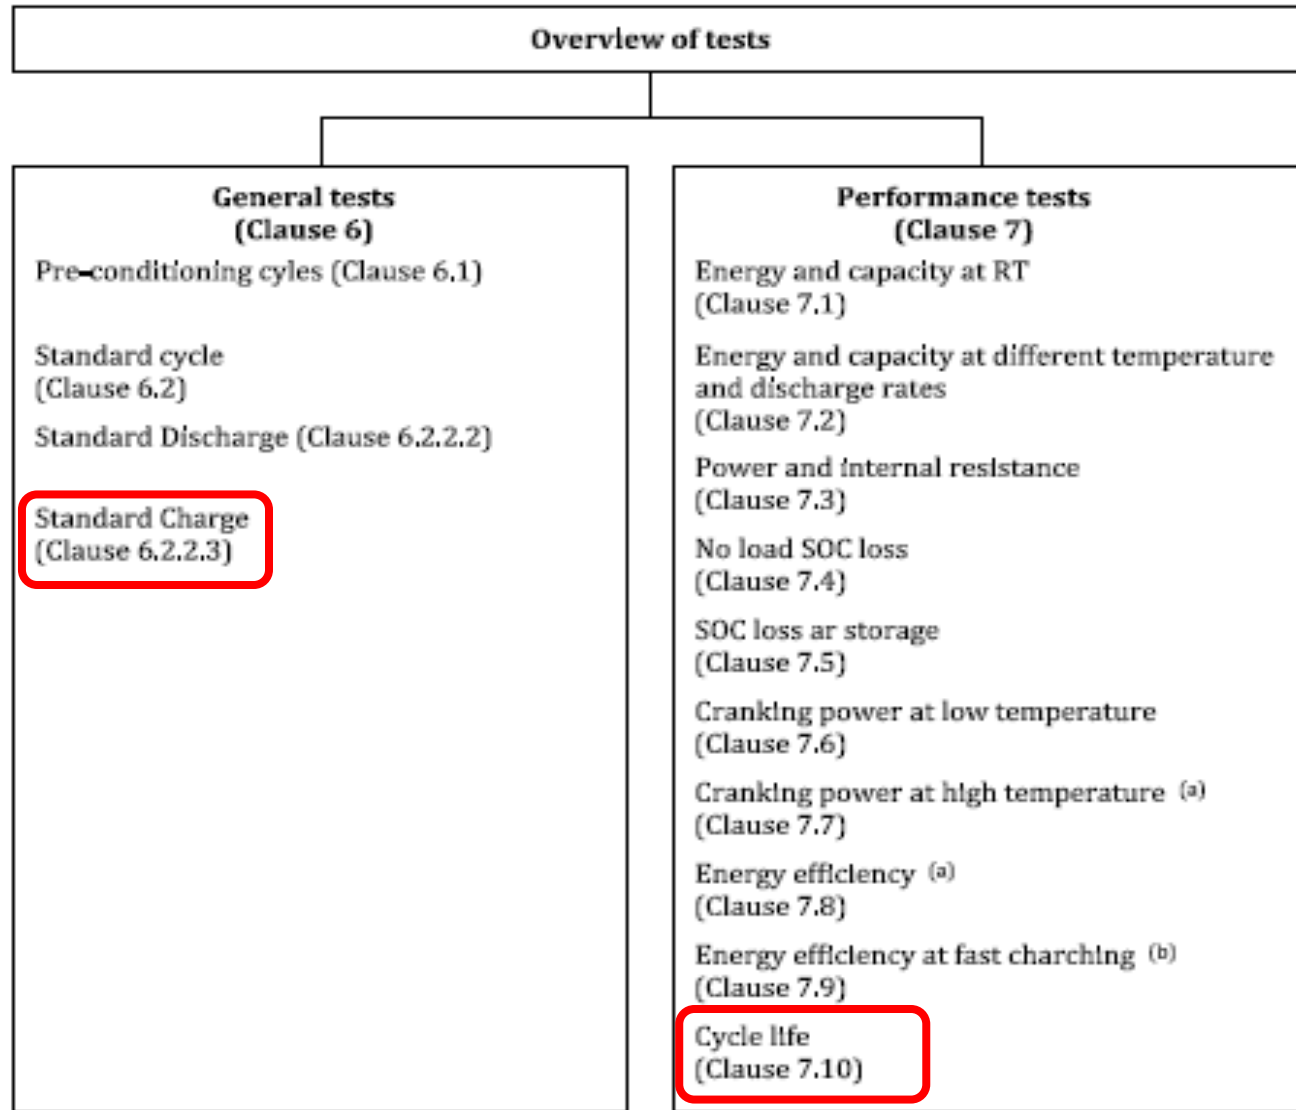 Overview of tests
General tests
(Clause 6)
Pre-conditioning cyles (Clause 6.1)
Standard cycle
(Clause 6.2)
Standard Discharge (Clause 6.2.2.2)
Standard Charge
(Clause 6.2.2.3)
Performance tests
(Clause 7)
Energy and capacity at RT
(Clause 7.1)
Energy and capacity at different temperature
and discharge rates
(Clause 7.2)
Power and internal resistance
(Clause 7.3)
No load SOC loss
(Clause 7.4)
SOC loss ar storage
(Clause 7.5)
Cranking power at low temperature
(Clause 7.6)
Cranking power at high temperature (a)
(Clause 7.7)
Energy efficiency (a)
(Clause 7.8)
Energy efficiency at fast charching (b)
(Clause 7.9)
Cycle life
(Clause 7.10)